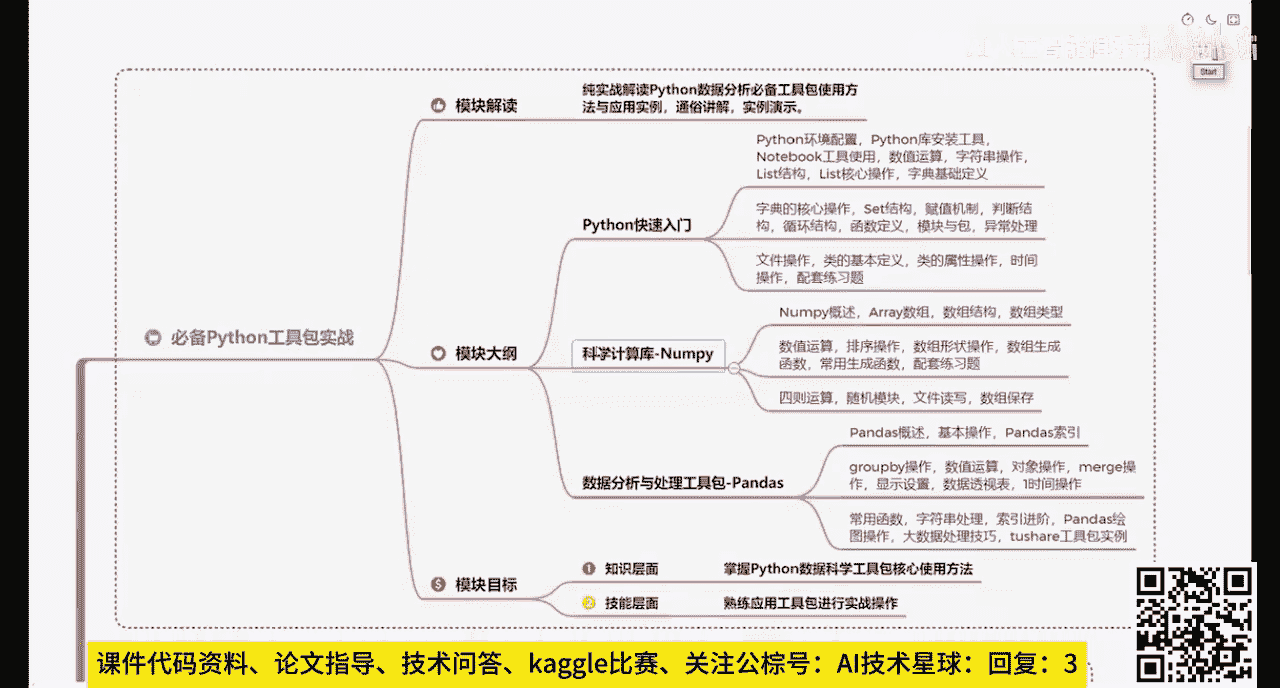 Start
模块解读
纯实战解读Python数据分析必备工具包使用方
法与应用实例，通俗讲解，实例演示。
Python环境配置，Python库安装工具，
Notebook工具使用，数值运算，字符串操作，
List结构，List核心操作，字典基础定义
Python快速入门
字典的核心操作，Set结构，赋值机制，判断结
构，循环结构，函数定义，模块与包，异常处理
文件操作，类的基本定义，类的属性操作，时间
操作，配套练习题
必备Python工具包实战
模块大纲
科学计算库-Numpy
Numpy概述，Array数组，数组结构，数组类型
数值运算，排序操作，数组形状操作，数组生成
函数，常用生成函数，配套练习题
四则运算，随机模块，文件读写，数组保存
数据分析与处理工具包-Pandas
Pandas概述，基本操作，Pandas索引
groupby操作，数值运算，对象操作，merge操
作，显示设置，数据透视表，1时间操作
常用函数，字符串处理，索引进阶，Pandas绘
图操作，大数据处理技巧，tushare工具包实例
模块目标
1 知识层面
掌握Python数据科学工具包核心使用方法
技能层面
熟练应用工具包进行实战操作
课件代码资料、论文指导、技术问答、kaggle比赛、关注公棕号：AI技术星球：回复：3